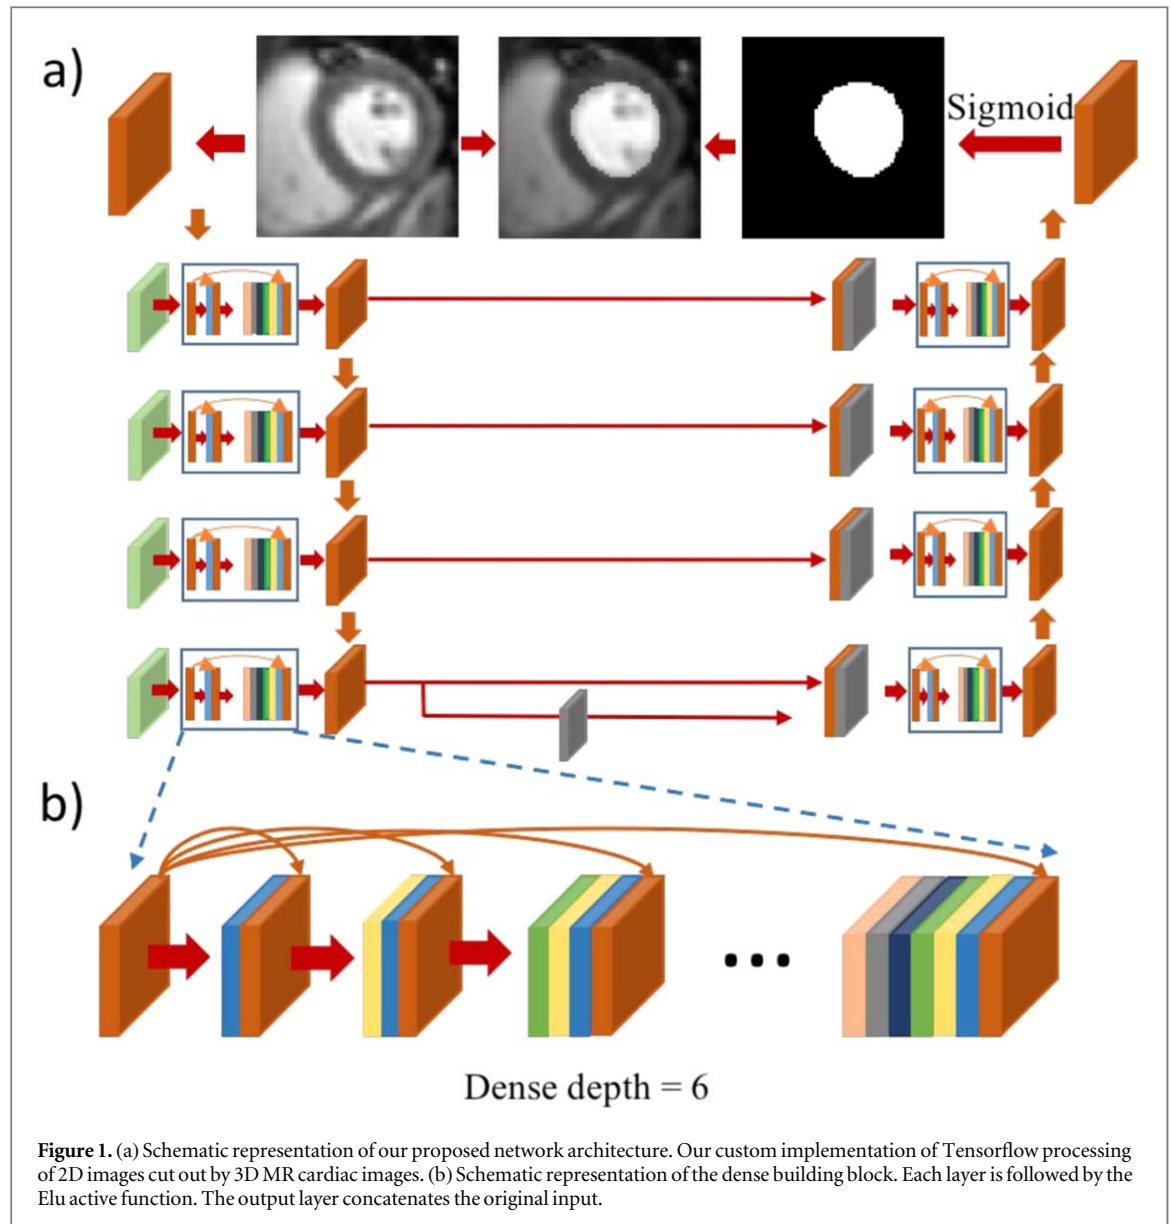 a)
Sigmoid
b)
Dense depth = 6
Figure 1. (a) Schematic representation of our proposed network architecture. Our custom implementation of Tensorflow processing
of 2D images cut out by 3D MR cardiac images. (b) Schematic representation of the dense building block. Each layer is followed by the
Elu active function. The output layer concatenates the original input.